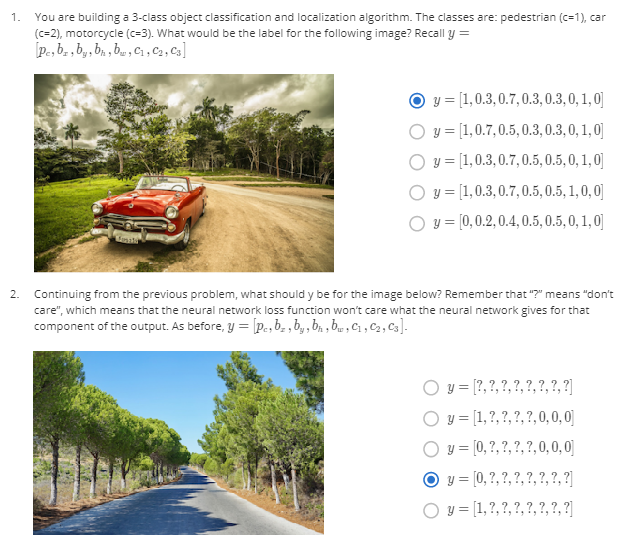 1. You are building a 3-class object classification and localization algorithm. The classes are: pedestrian (c=1), car
(c=2), motorcycle (c=3). What would be the label for the following image? Recall y =
[p_c, b_x, b_y, b_h, b_w, c_1, c_2, c_3]
y = [1, 0.3, 0.7, 0.3, 0.3, 0, 1, 0]
y = [1, 0.7, 0.5, 0.3, 0.3, 0, 1, 0]
y = [1, 0.3, 0.7, 0.5, 0.5, 0, 1, 0]
y = [1, 0.3, 0.7, 0.5, 0.5, 1, 0, 0]
y = [0, 0.2, 0.4, 0.5, 0.5, 0, 1, 0]
2. Continuing from the previous problem, what should y be for the image below? Remember that "?" means "don't
care", which means that the neural network loss function won't care what the neural network gives for that
component of the output. As before, y = [p_c, b_x, b_y, b_h, b_w, c_1, c_2, c_3].
y = [?, ?, ?, ?, ?, ?, ?, ?]
y = [1, ?, ?, ?, ?, 0, 0, 0]
y = [0, ?, ?, ?, ?, 0, 0, 0]
y = [0, ?, ?, ?, ?, ?, ?, ?]
y = [1, ?, ?, ?, ?, ?, ?, ?]